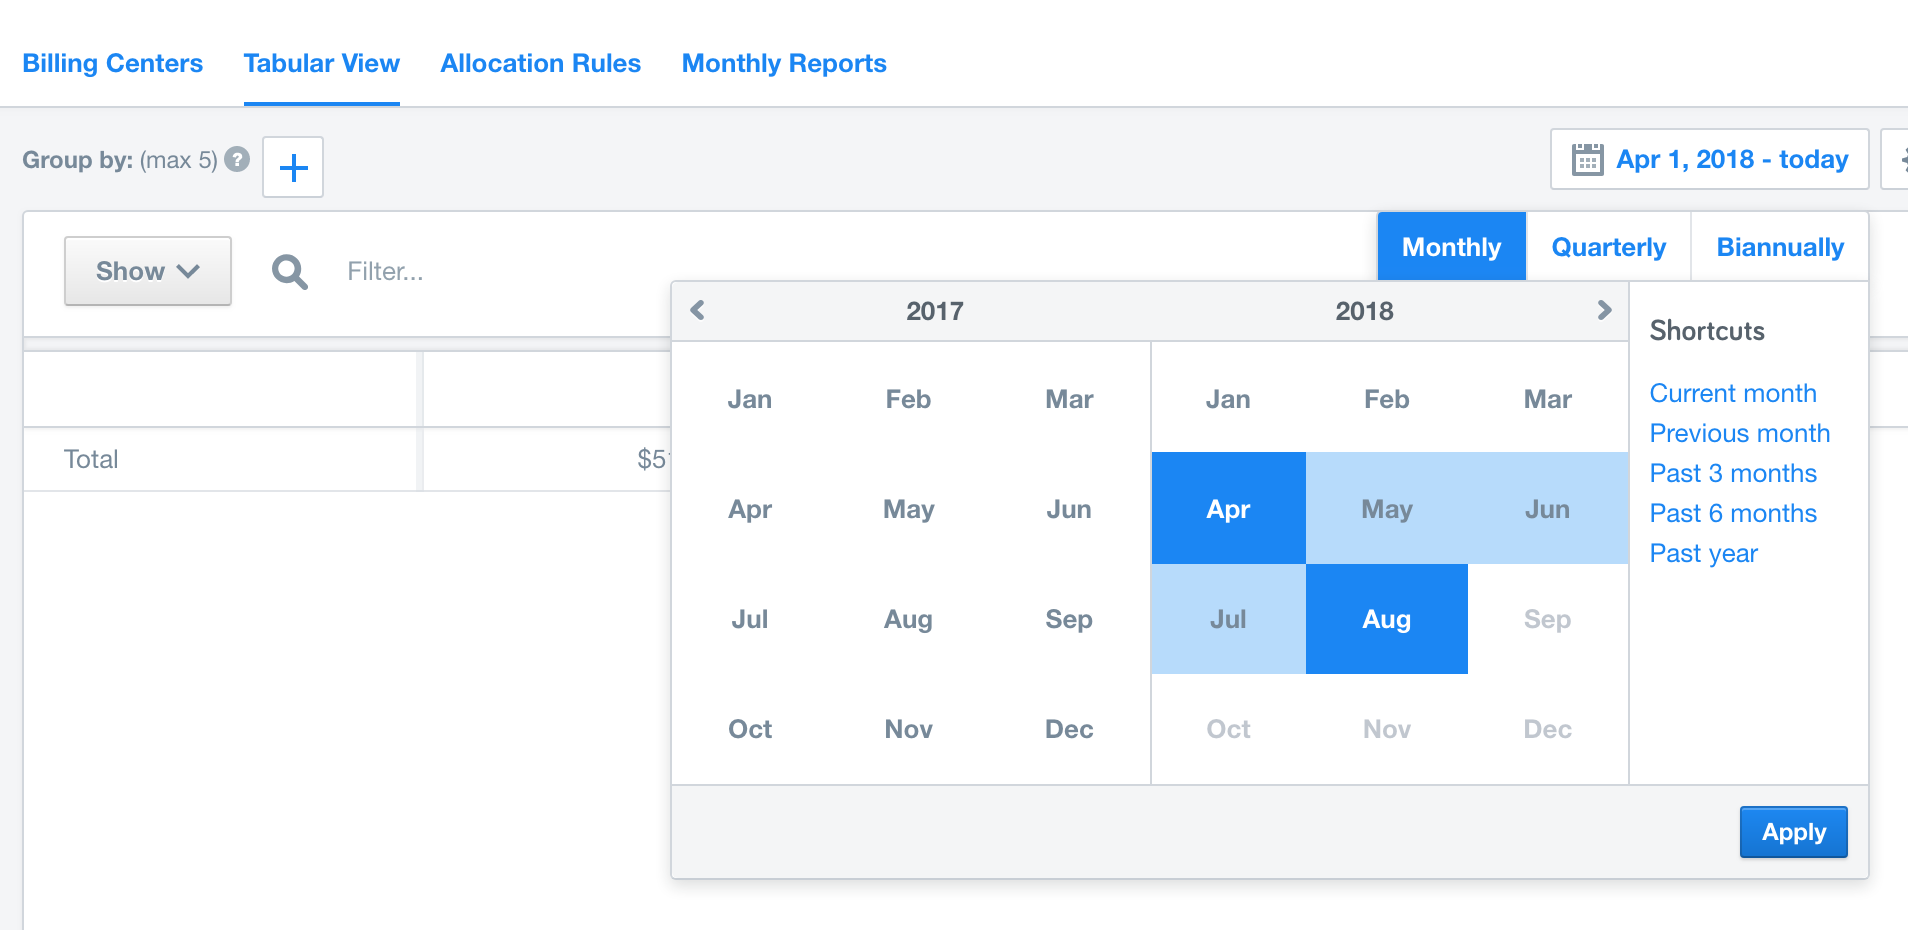 Billing Centers Tabular View Allocation Rules Monthly Reports
Group by: (max 5) ? Apr 1, 2018 - today
Show Filter... Monthly Quarterly Biannually
2017 2018 Shortcuts
Jan Feb Mar Jan Feb Mar Current month
Previous month
Total Past 3 months
Apr May Jun Apr May Jun Past 6 months
Past year
Jul Aug Sep Jul Aug Sep
Oct Nov Dec Oct Nov Dec
Apply